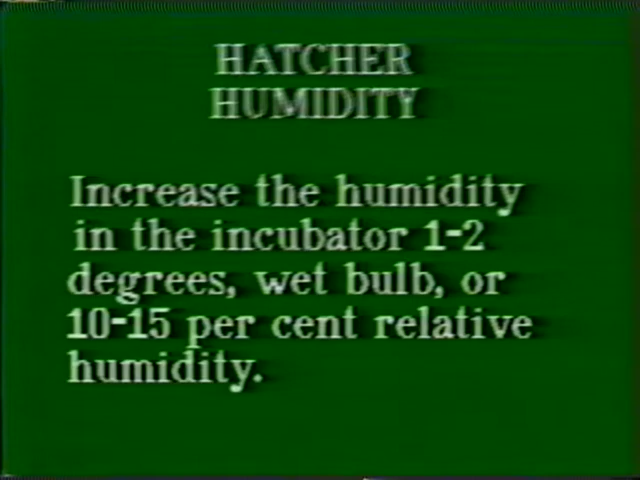 HATCHER
HUMIDITY
Increase the humidity
in the incubator 1-2
degrees, wet bulb, or
10-15 per cent relative
humidity.